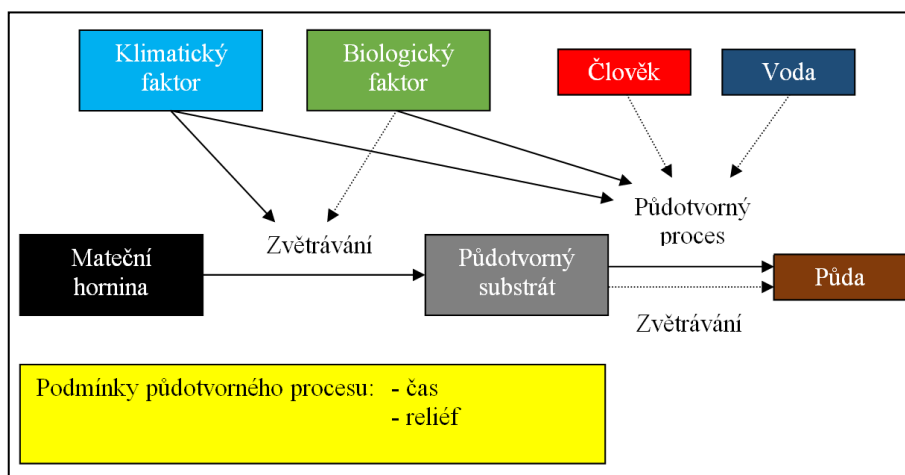 Klimatický
faktor
Biologický
faktor
Člověk
Voda
Půdotvorný
proces
Zvětrávání
Mateční
hornina
Půdotvorný
substrát
Půda
Zvětrávání
Podmínky půdotvorného procesu: - čas
- reliéf